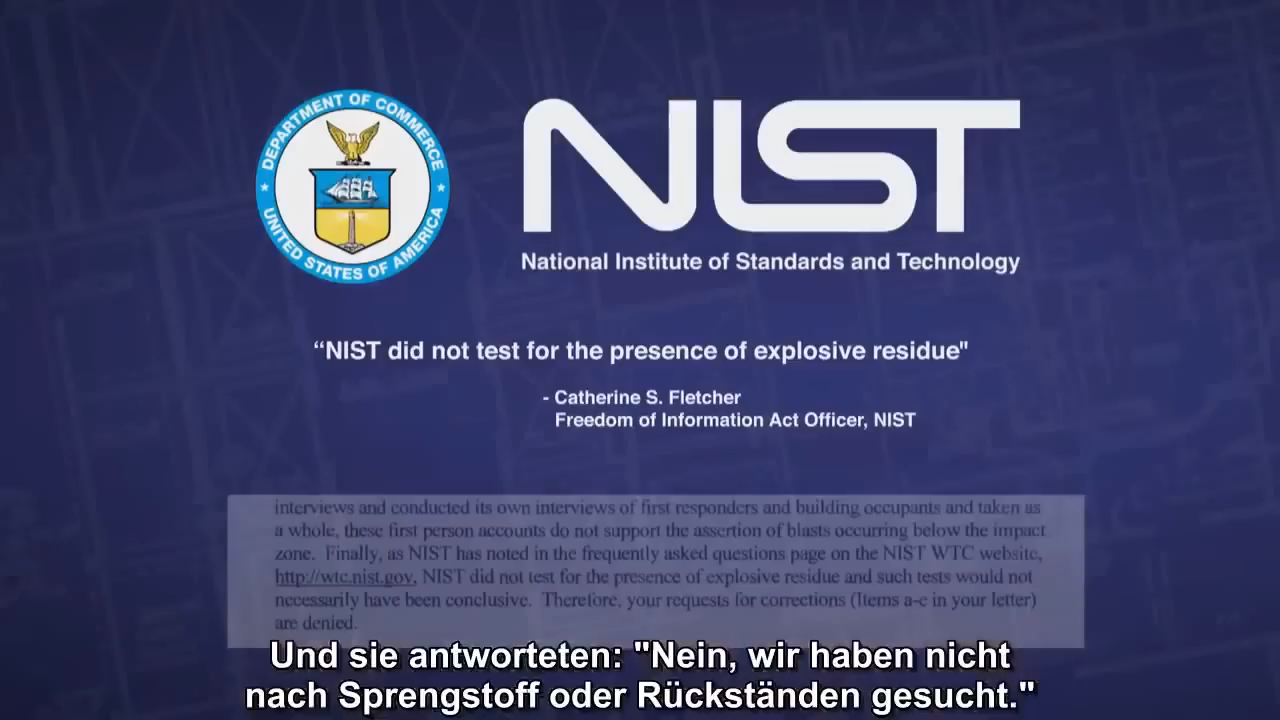 DEPARTMENT OF COMMERCE
UNITED STATES OF AMERICA
NIST
National Institute of Standards and Technology
“NIST did not test for the presence of explosive residue"
- Catherine S. Fletcher
Freedom of Information Act Officer, NIST
interviews and conducted its own interviews of first responders and building occupants and taken as
a whole, these first person accounts do not support the assertion of blasts occurring below the impact
zone. Finally, as NIST has noted in the frequently asked questions page on the NIST WTC website,
http://wtc.nist.gov, NIST did not test for the presence of explosive residue and such tests would not
necessarily have been conclusive. Therefore, your requests for corrections (Items a-c in your letter)
are denied.
Und sie antworteten: "Nein, wir haben nicht
nach Sprengstoff oder Rückständen gesucht."